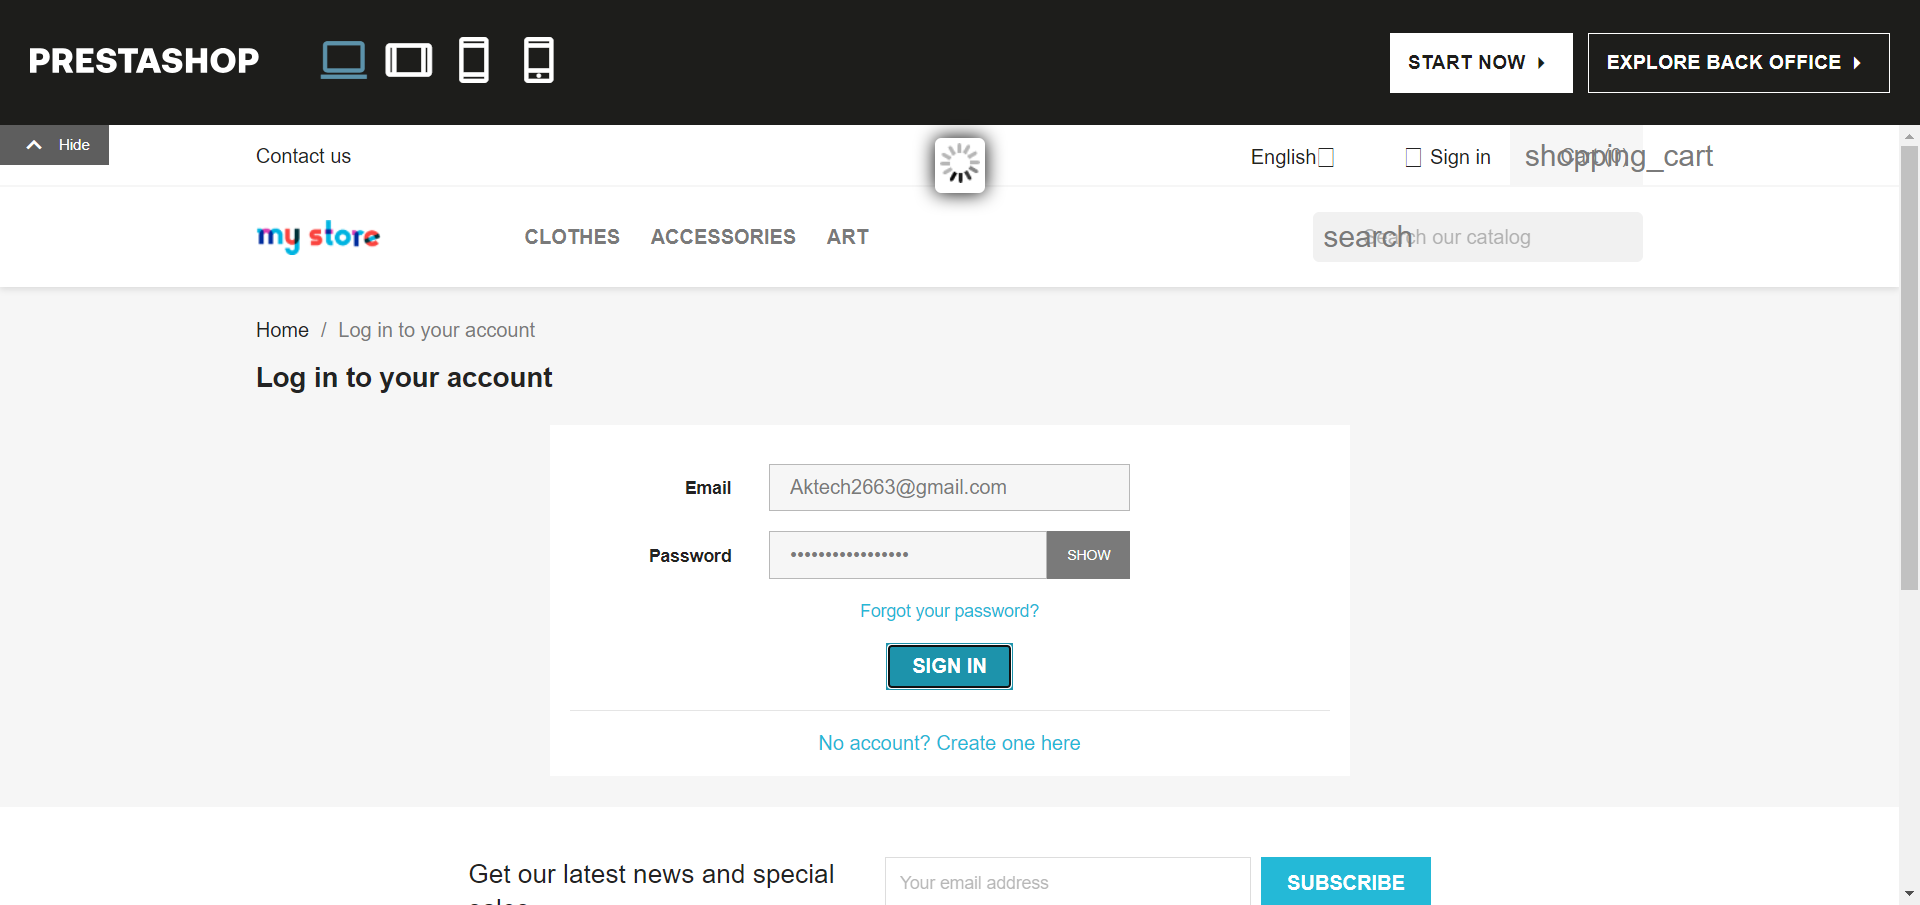 PRESTASHOP
START NOW
EXPLORE BACK OFFICE
Hide
Contact us
English
Sign in
shopping_cart
Cart (0)
my store
CLOTHES
ACCESSORIES
ART
search
Search our catalog
Home / Log in to your account
Log in to your account
Email
Aktech2663@gmail.com
Password
•••••••••••••••••
SHOW
Forgot your password?
SIGN IN
No account? Create one here
Get our latest news and special
Your email address
SUBSCRIBE